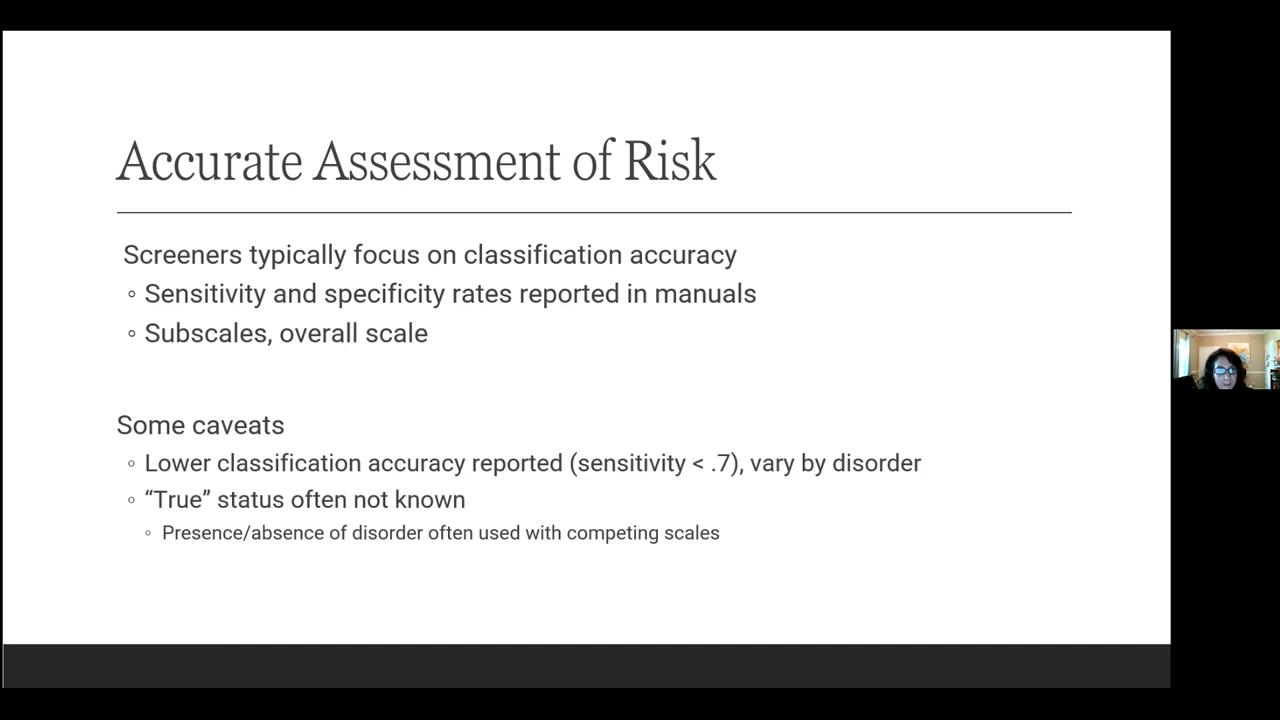 Accurate Assessment of Risk
Screeners typically focus on classification accuracy
◦ Sensitivity and specificity rates reported in manuals
◦ Subscales, overall scale
Some caveats
◦ Lower classification accuracy reported (sensitivity < .7), vary by disorder
◦ “True” status often not known
◦ Presence/absence of disorder often used with competing scales